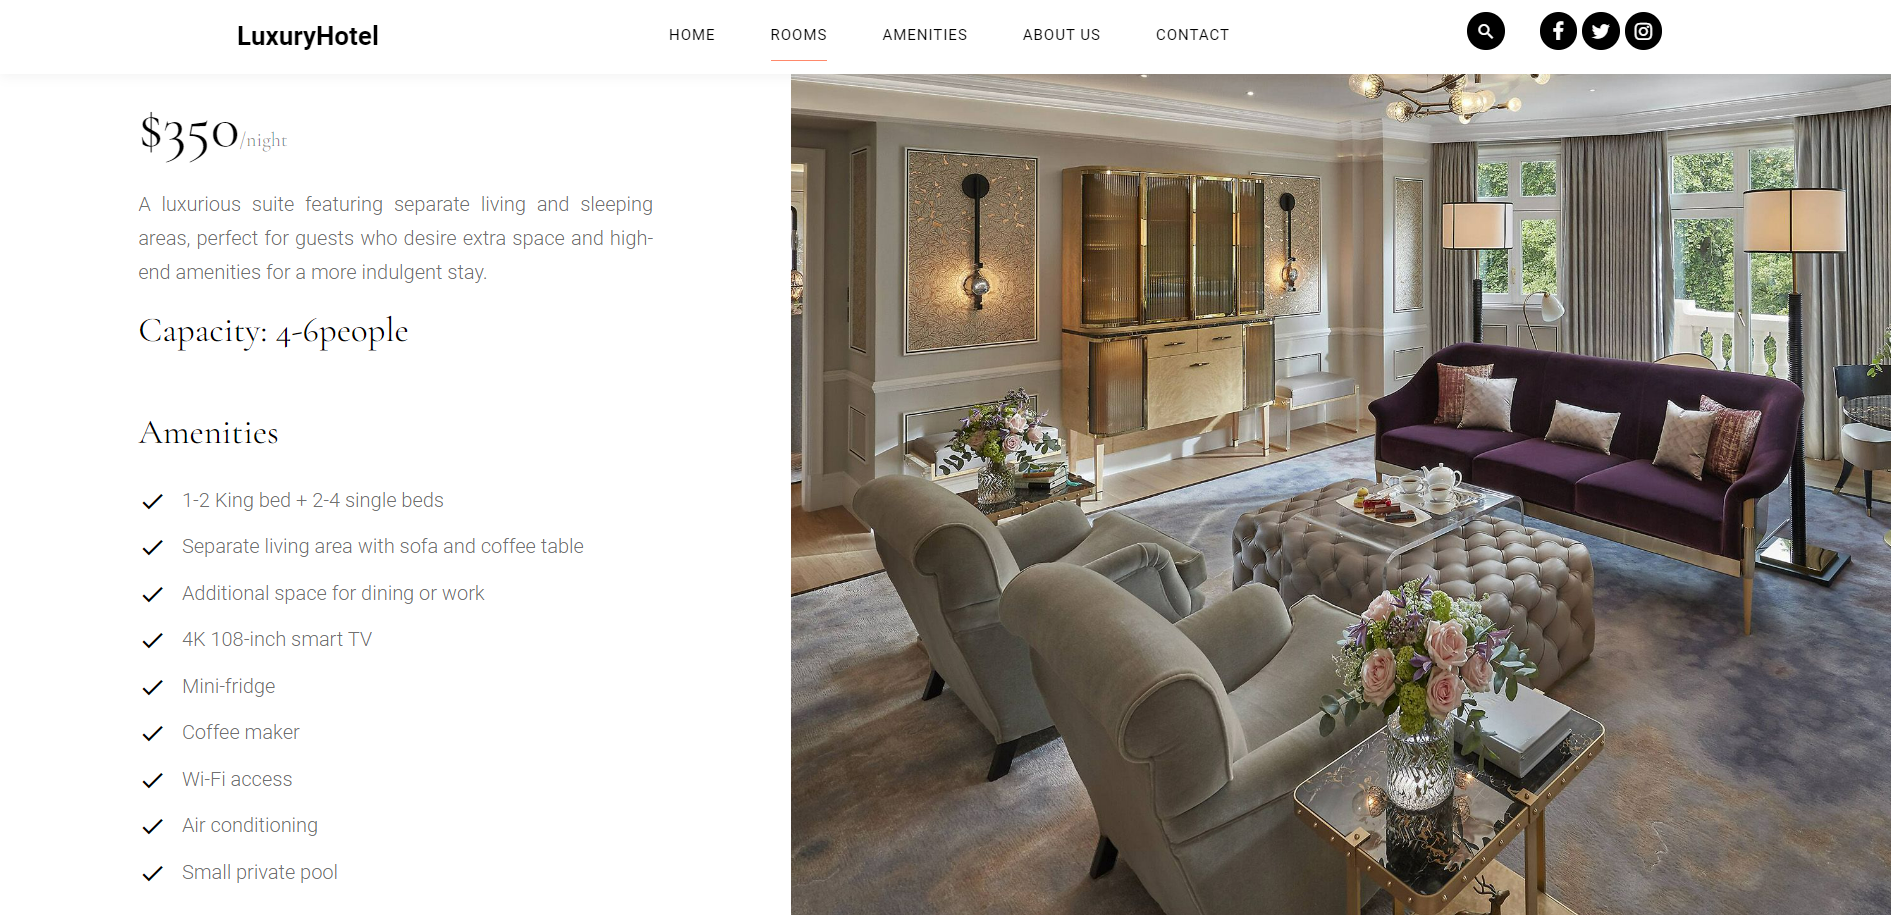 LuxuryHotel
HOME ROOMS AMENITIES ABOUT US CONTACT
$350/night
A luxurious suite featuring separate living and sleeping
areas, perfect for guests who desire extra space and high-
end amenities for a more indulgent stay.
Capacity: 4-6people
Amenities
1-2 King bed + 2-4 single beds
Separate living area with sofa and coffee table
Additional space for dining or work
4K 108-inch smart TV
Mini-fridge
Coffee maker
Wi-Fi access
Air conditioning
Small private pool